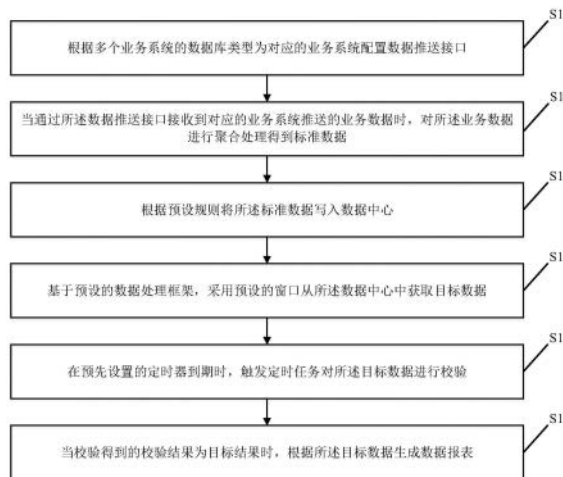 S1
根据多个业务系统的数据库类型为对应的业务系统配置数据推送接口
S1
当通过所述数据推送接口接收到对应的业务系统推送的业务数据时，对所述业务数据
进行聚合处理得到标准数据
S1
根据预设规则将所述标准数据写入数据中心
S1
基于预设的数据处理框架，采用预设的窗口从所述数据中心中获取目标数据
S1
在预先设置的定时器到期时，触发定时任务对所述目标数据进行校验
S1
当校验得到的校验结果为目标结果时，根据所述目标数据生成数据报表